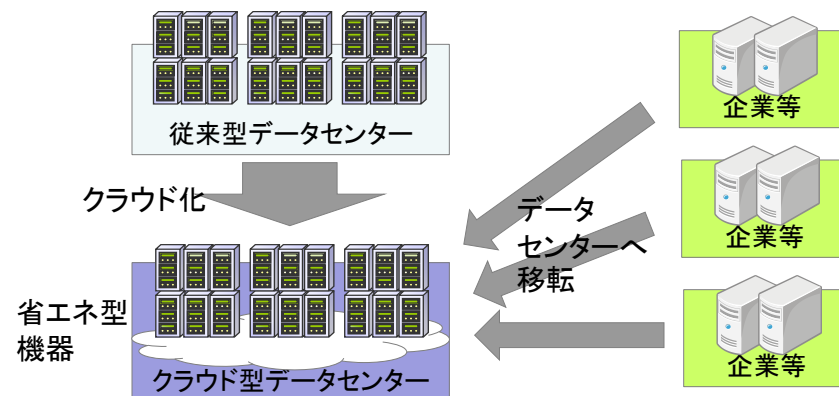 従来型データセンター
企業等
クラウド化
データ
センターへ
移転
企業等
省エネ型
機器
クラウド型データセンター
企業等